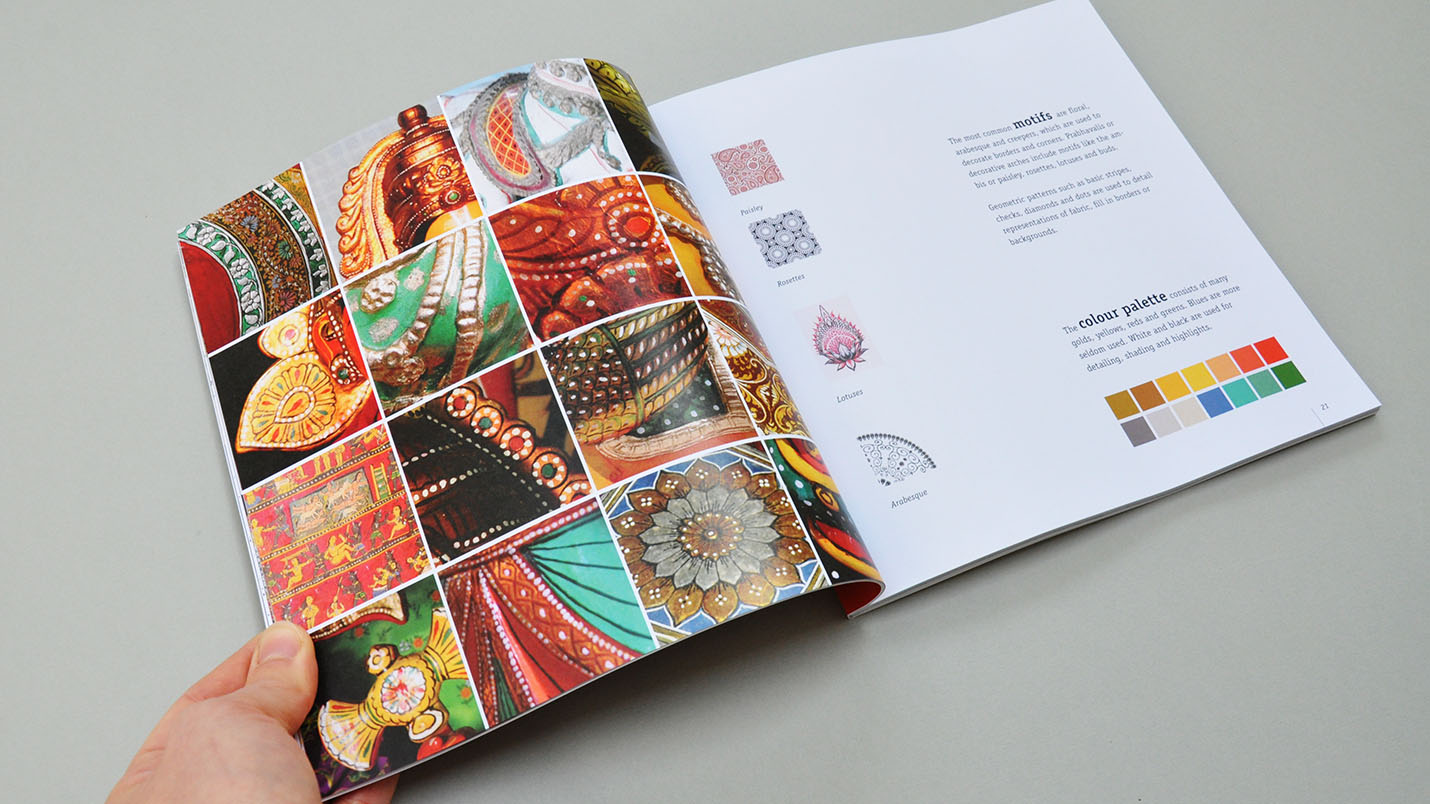 Paisley
Rosettes
Lotuses
Arabesque
The most common motifs are floral,
arabesque and creepers, which are used to
decorate borders and corners. Prabhavalis or
decorative arches include motifs like the am-
bis or paisley, rosettes, lotuses and buds.
Geometric patterns such as basic stripes,
checks, diamonds and dots are used to detail
representations of fabric, fill in borders or
backgrounds.
The colour palette consists of many
golds, yellows, reds and greens. Blues are more
seldom used. White and black are used for
detailing, shading and highlights.
21